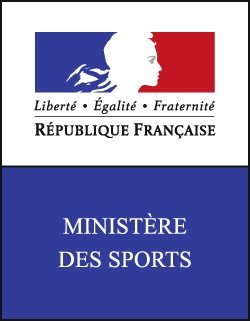 Liberté • Égalité • Fraternité
RÉPUBLIQUE FRANÇAISE
MINISTÈRE
DES SPORTS